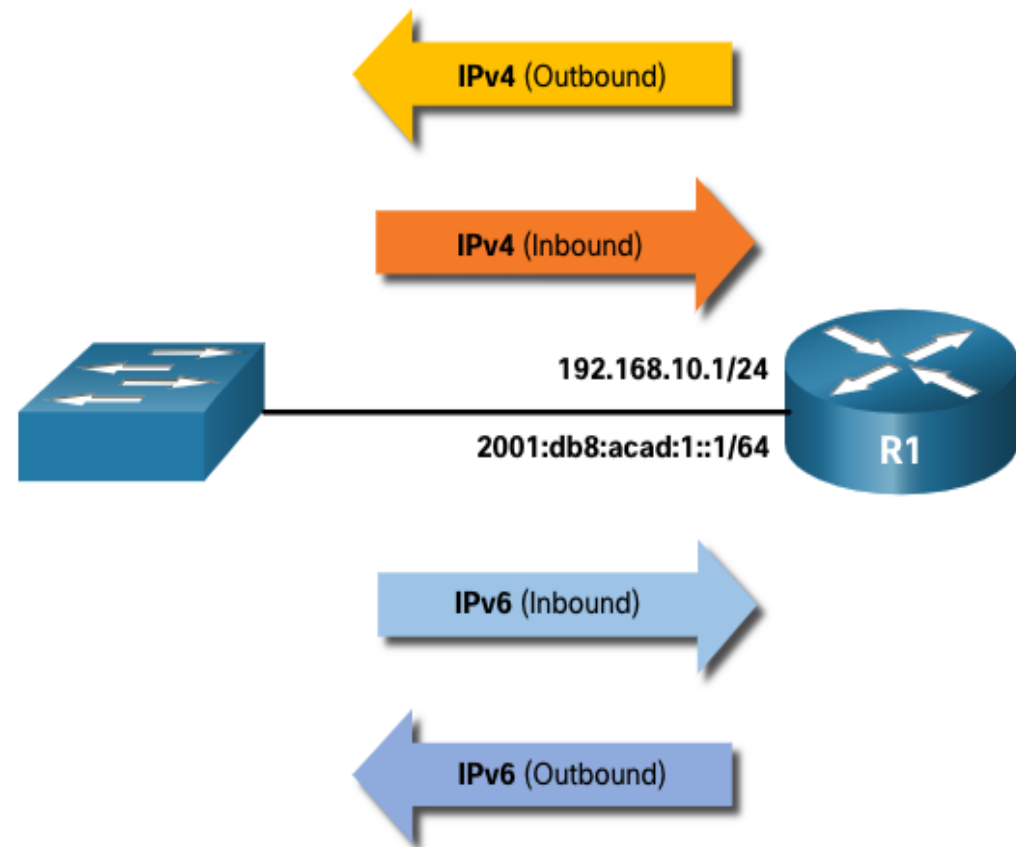 IPv4 (Outbound)
IPv4 (Inbound)
192.168.10.1/24
2001:db8:acad:1::1/64
R1
IPv6 (Inbound)
IPv6 (Outbound)